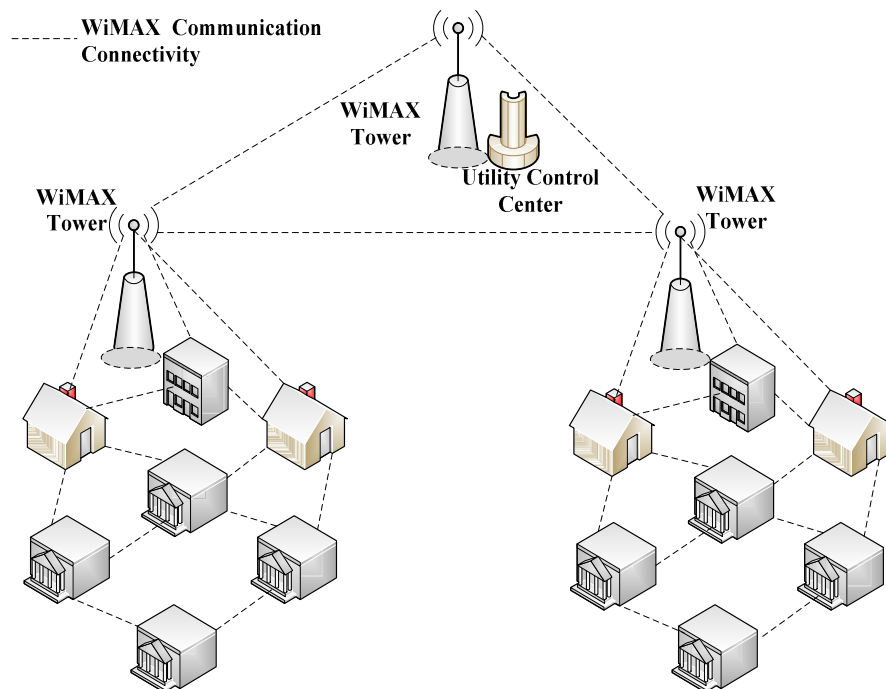 WiMAX Communication
Connectivity
WiMAX
Tower
Utility Control
Center
WiMAX
Tower
WiMAX
Tower